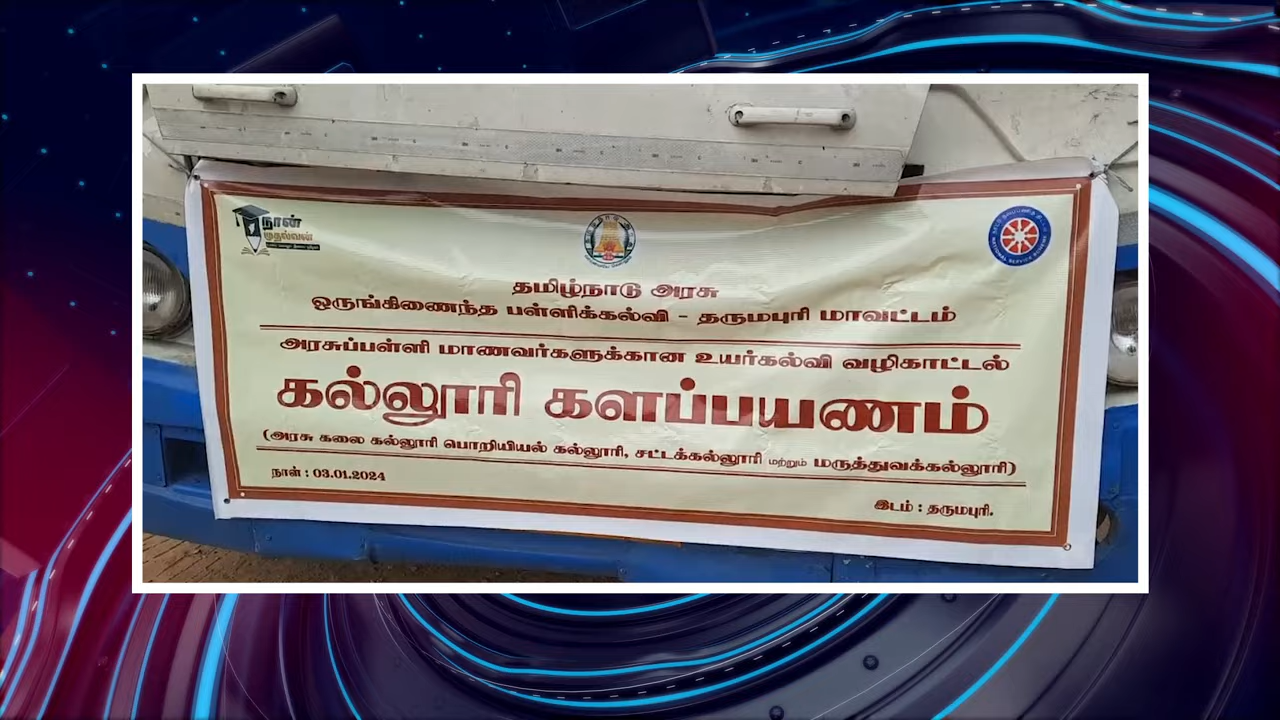 நான்
முதல்வன்
தமிழ்நாடு அரசு
ஒருங்கிணைந்த பள்ளிக்கல்வி - தருமபுரி மாவட்டம்
அரசுப்பள்ளி மாணவர்களுக்கான உயர்கல்வி வழிகாட்டல்
கல்லூரி களப்பயணம்
(அரசு கலை கல்லூரி பொறியியல் கல்லூரி, சட்டக்கல்லூரி மற்றும் மருத்துவக்கல்லூரி)
நாள் : 03.01.2024
இடம் : தருமபுரி.